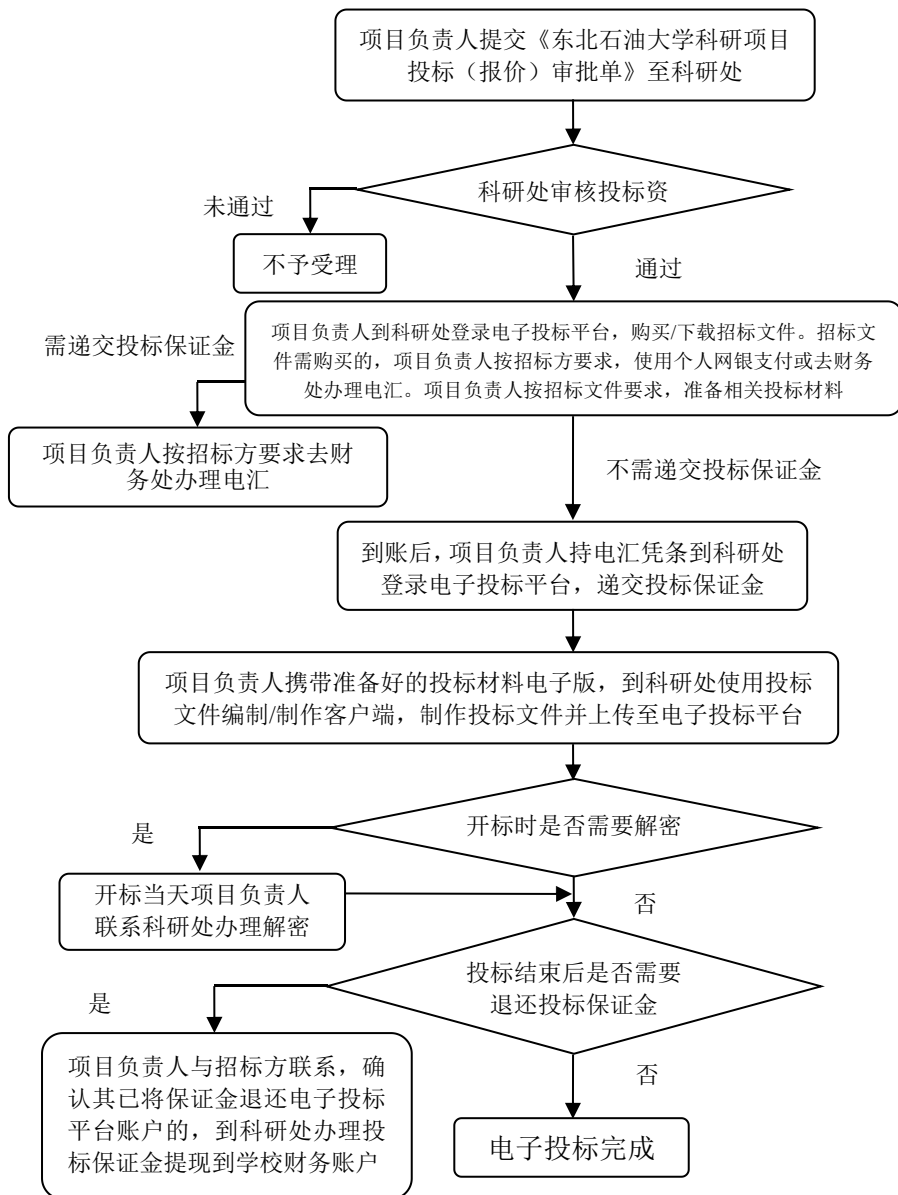 项目负责人提交《东北石油大学科研项目
投标（报价）审批单》至科研处
科研处审核投标资
未通过
不予受理
通过
需递交投标保证金
项目负责人到科研处登录电子投标平台，购买/下载招标文件。招标文
件需购买的，项目负责人按招标方要求，使用个人网银支付或去财务
处办理电汇。项目负责人按招标文件要求，准备相关投标材料
项目负责人按招标方要求去财
务处办理电汇
不需递交投标保证金
到账后，项目负责人持电汇凭条到科研处
登录电子投标平台，递交投标保证金
项目负责人携带准备好的投标材料电子版，到科研处使用投标
文件编制/制作客户端，制作投标文件并上传至电子投标平台
开标时是否需要解密
是
开标当天项目负责人
联系科研处办理解密
否
投标结束后是否需要
退还投标保证金
是
项目负责人与招标方联系，确
认其已将保证金退还电子投标
平台账户的，到科研处办理投
标保证金提现到学校财务账户
否
电子投标完成